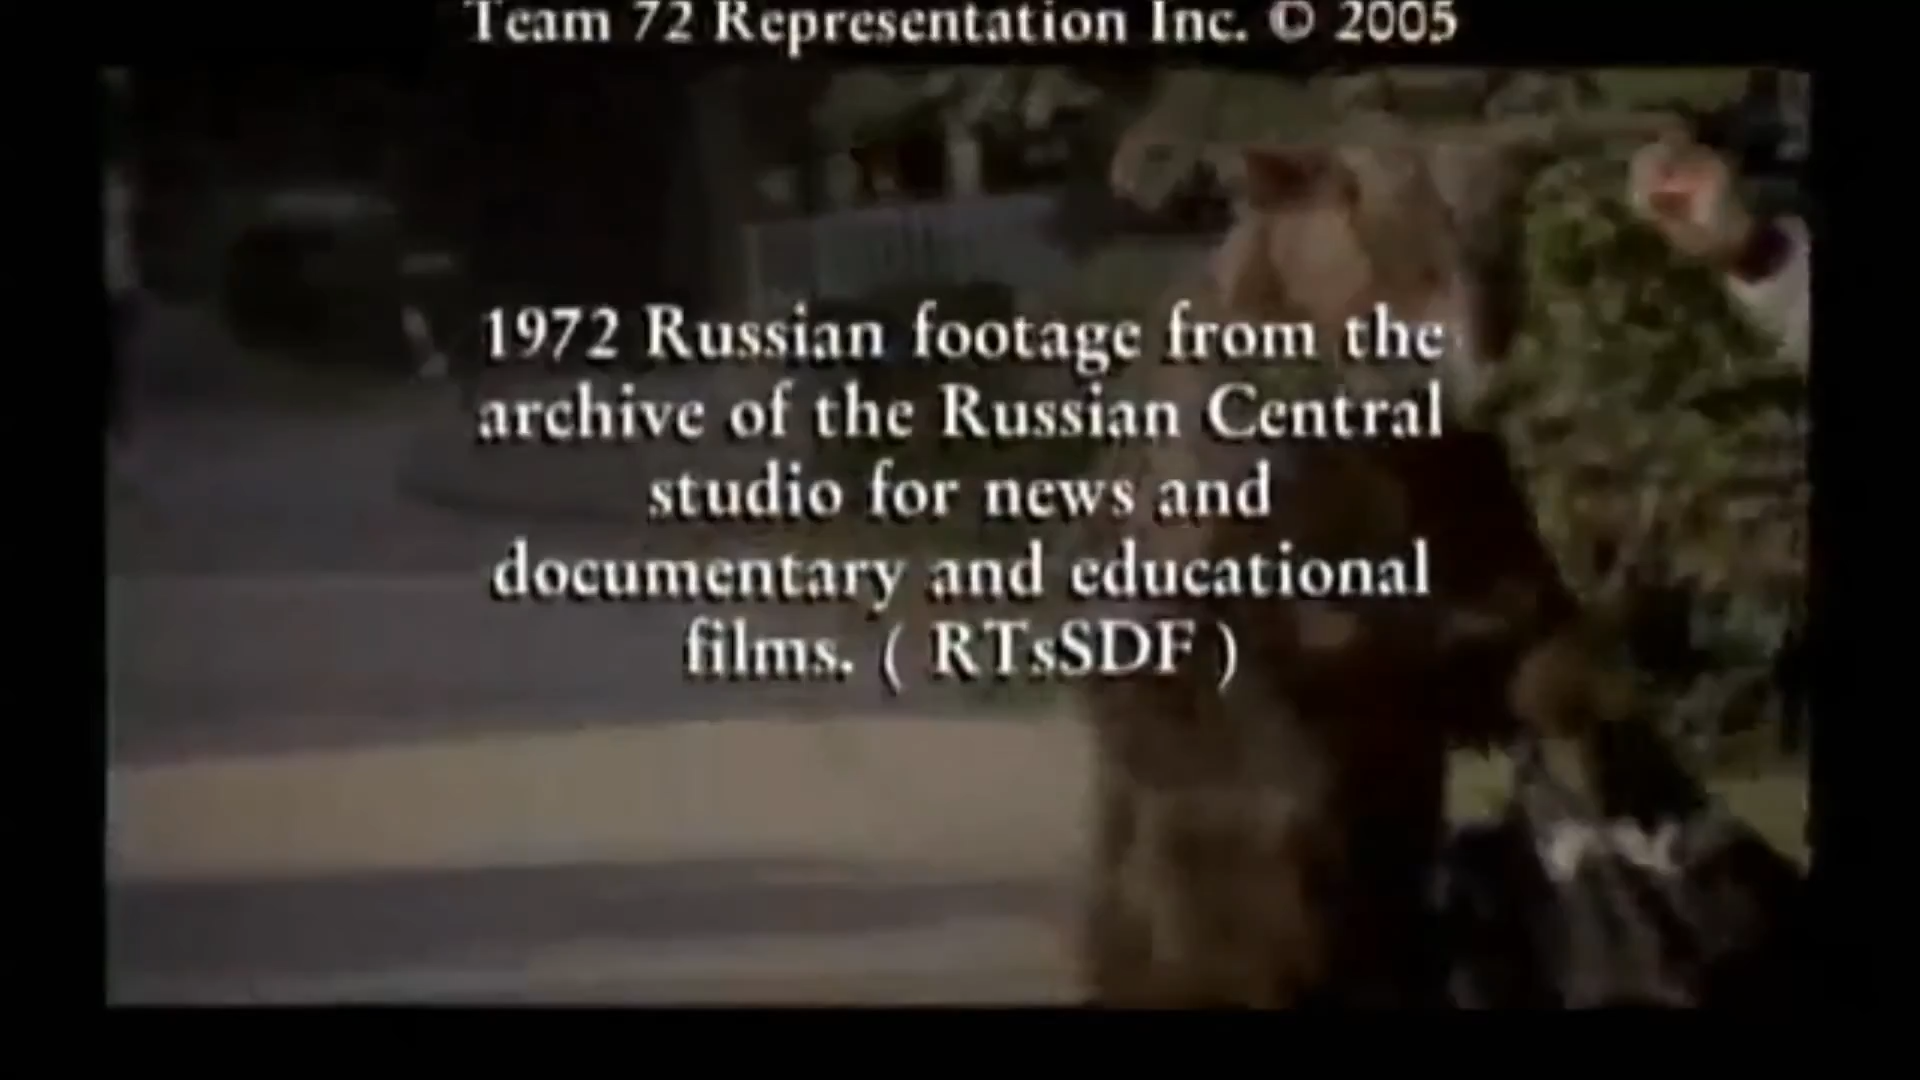 Team 72 Representation Inc. © 2005
1972 Russian footage from the
archive of the Russian Central
studio for news and
documentary and educational
films. ( RTsSDF )